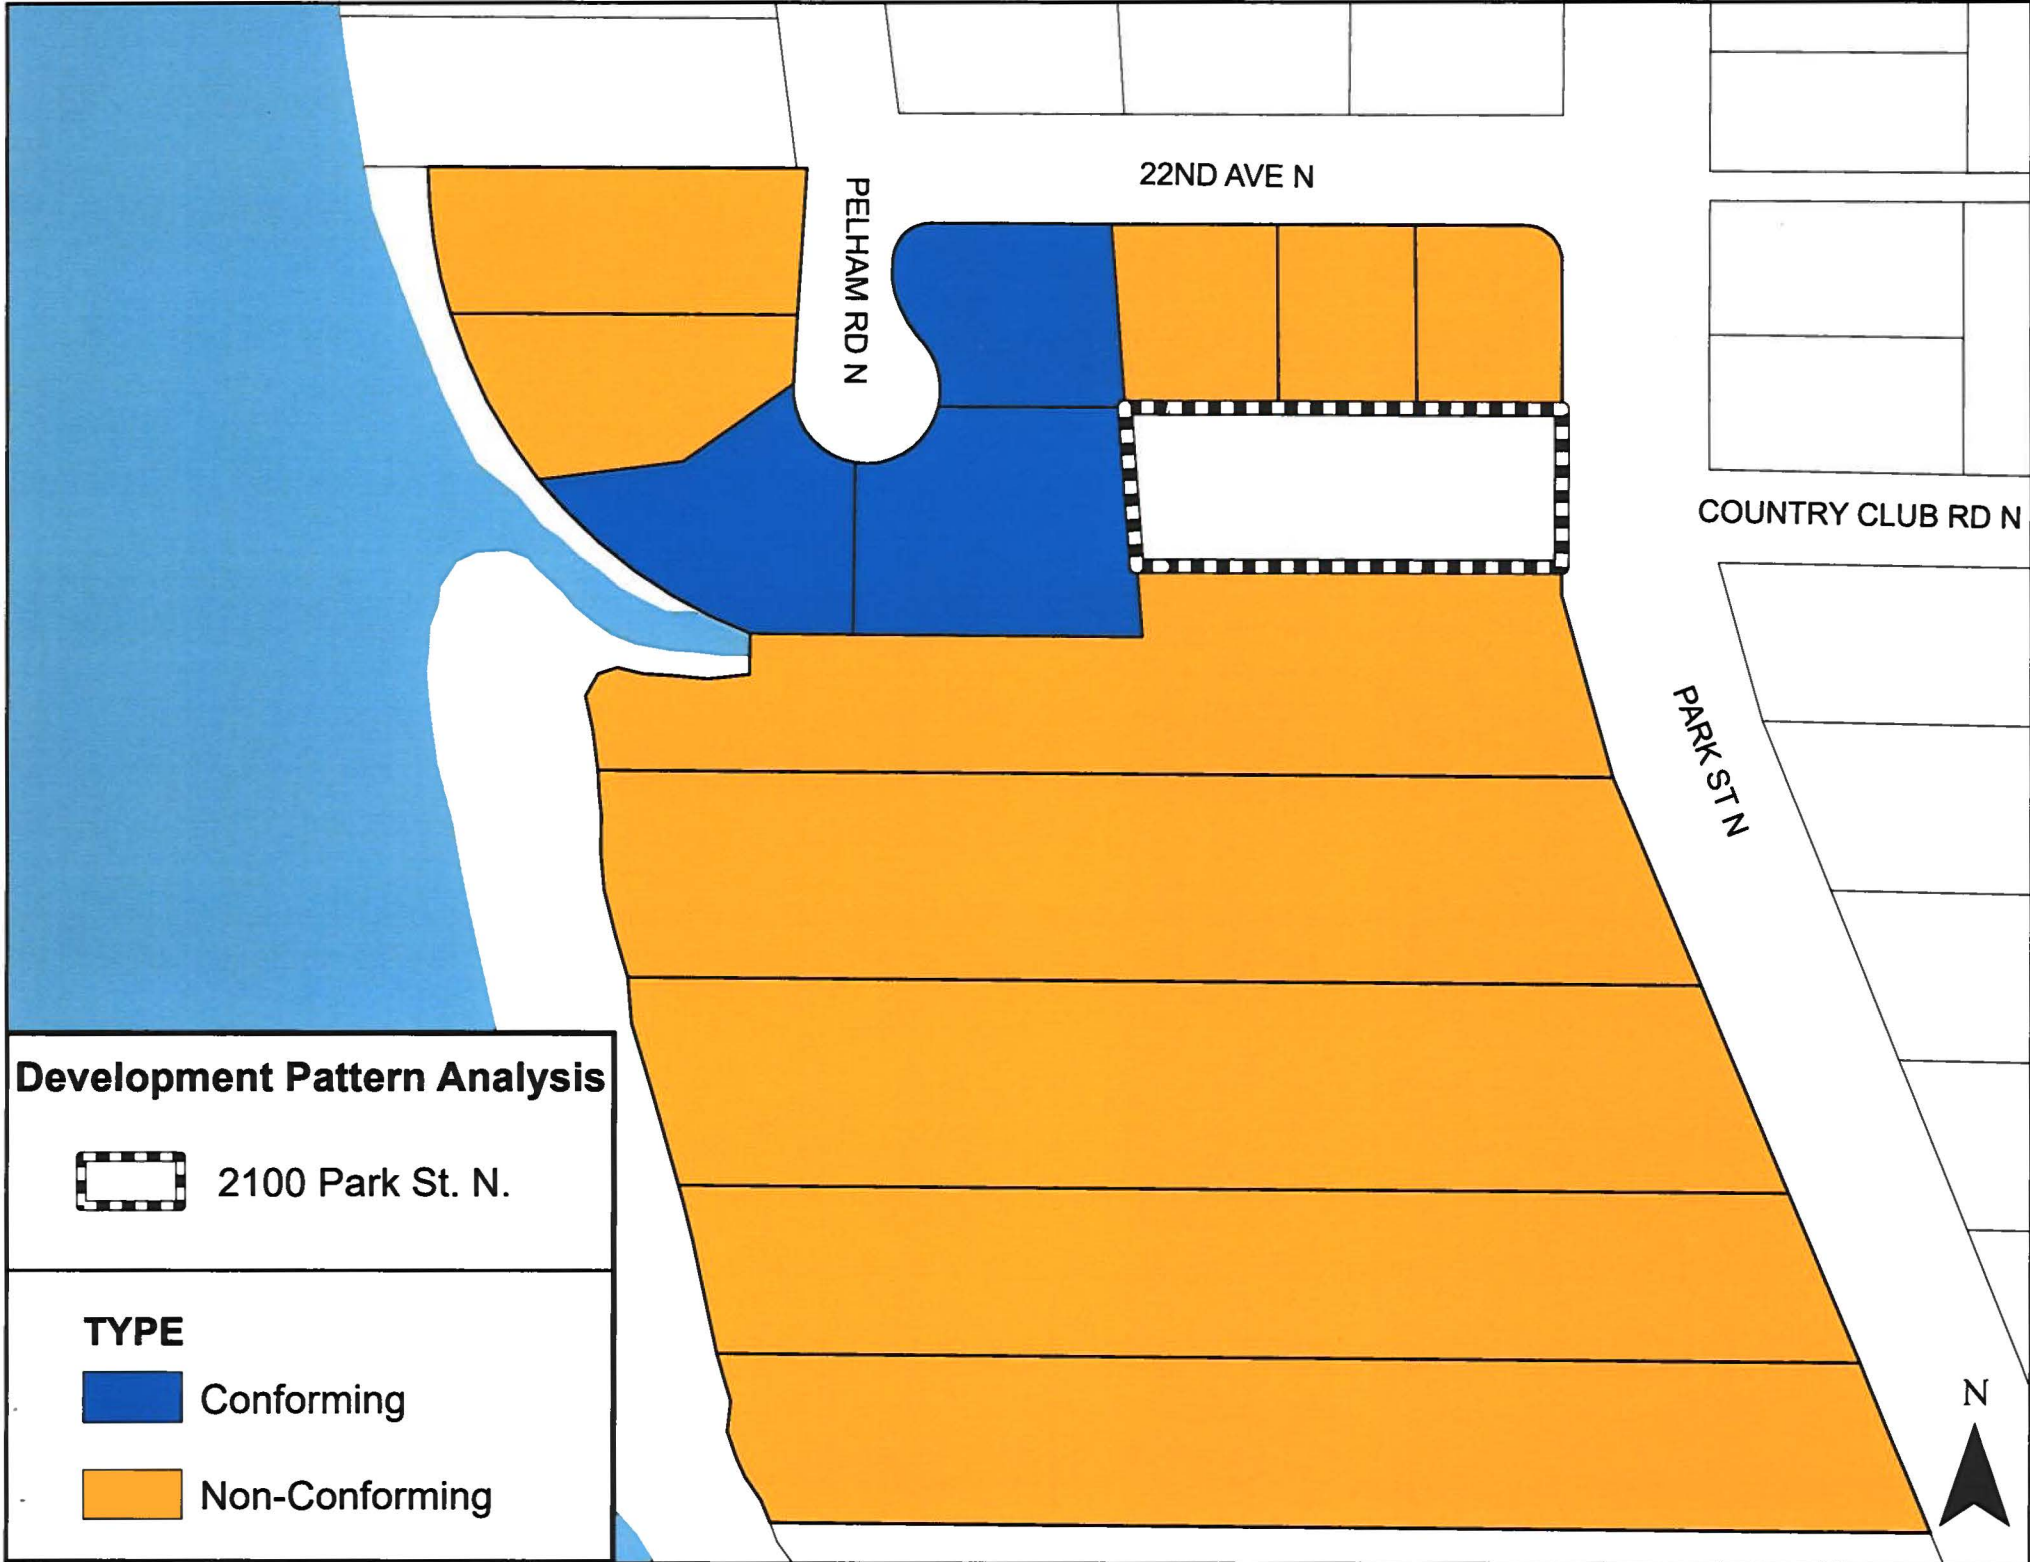 22ND AVE N
PELHAM RD N
COUNTRY CLUB RD N
PARK ST N
Development Pattern Analysis
2100 Park St. N.
TYPE
Conforming
Non-Conforming
N